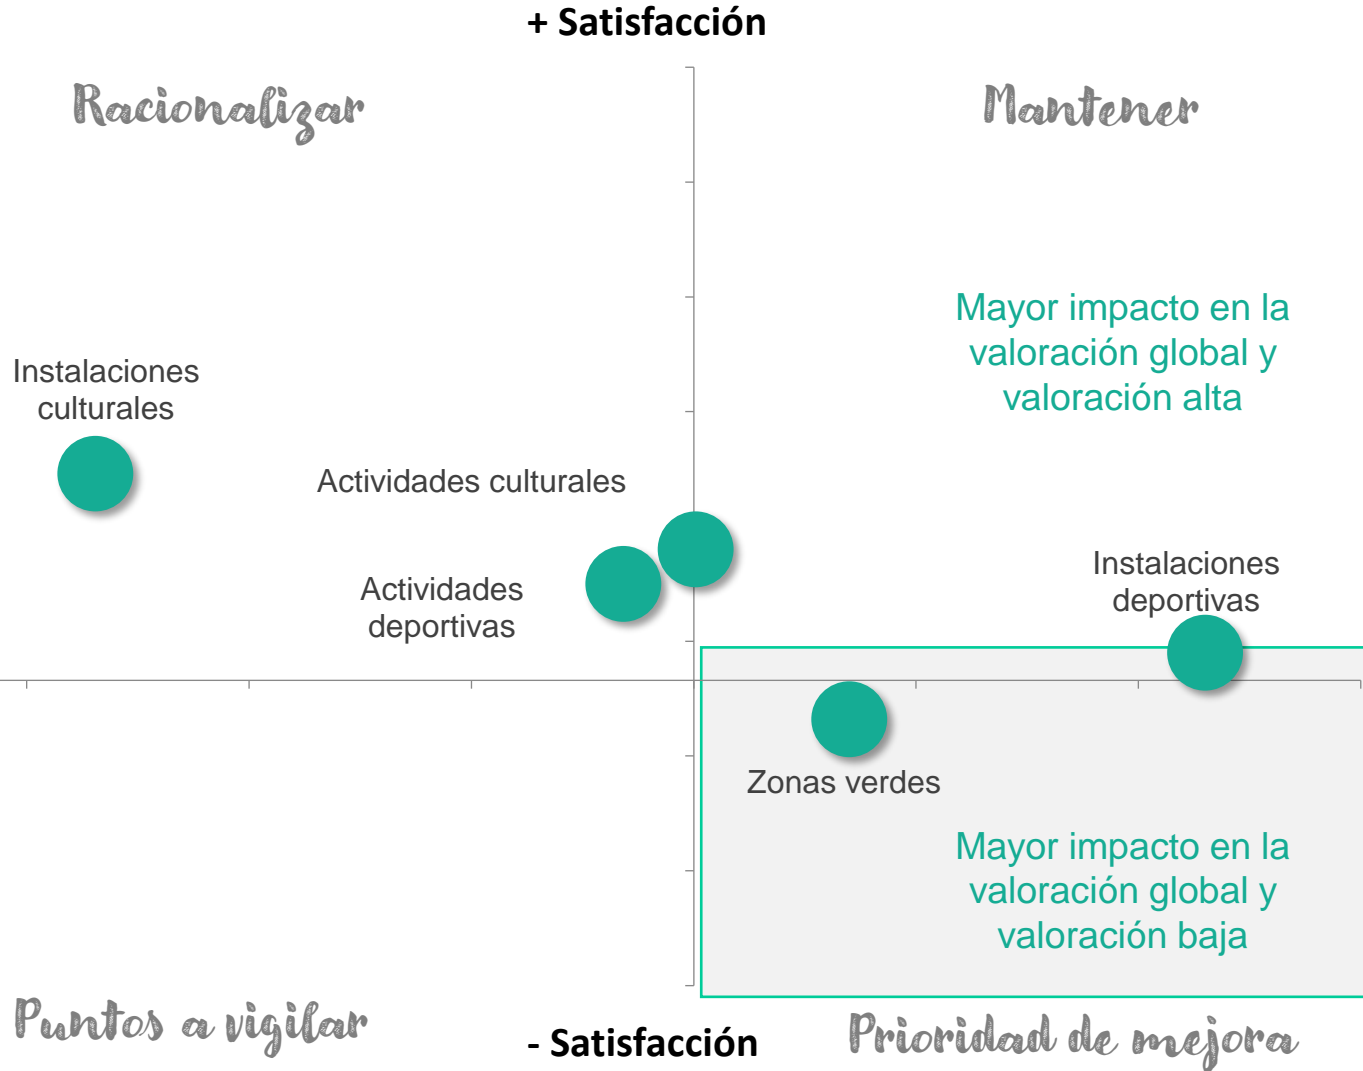 + Satisfacción
Racionalizar
Mantener
Mayor impacto en la
valoración global y
valoración alta
Instalaciones
culturales
Actividades culturales
Actividades
deportivas
Instalaciones
deportivas
Zonas verdes
Mayor impacto en la
valoración global y
valoración baja
Puntos a vigilar
- Satisfacción
Prioridad de mejora